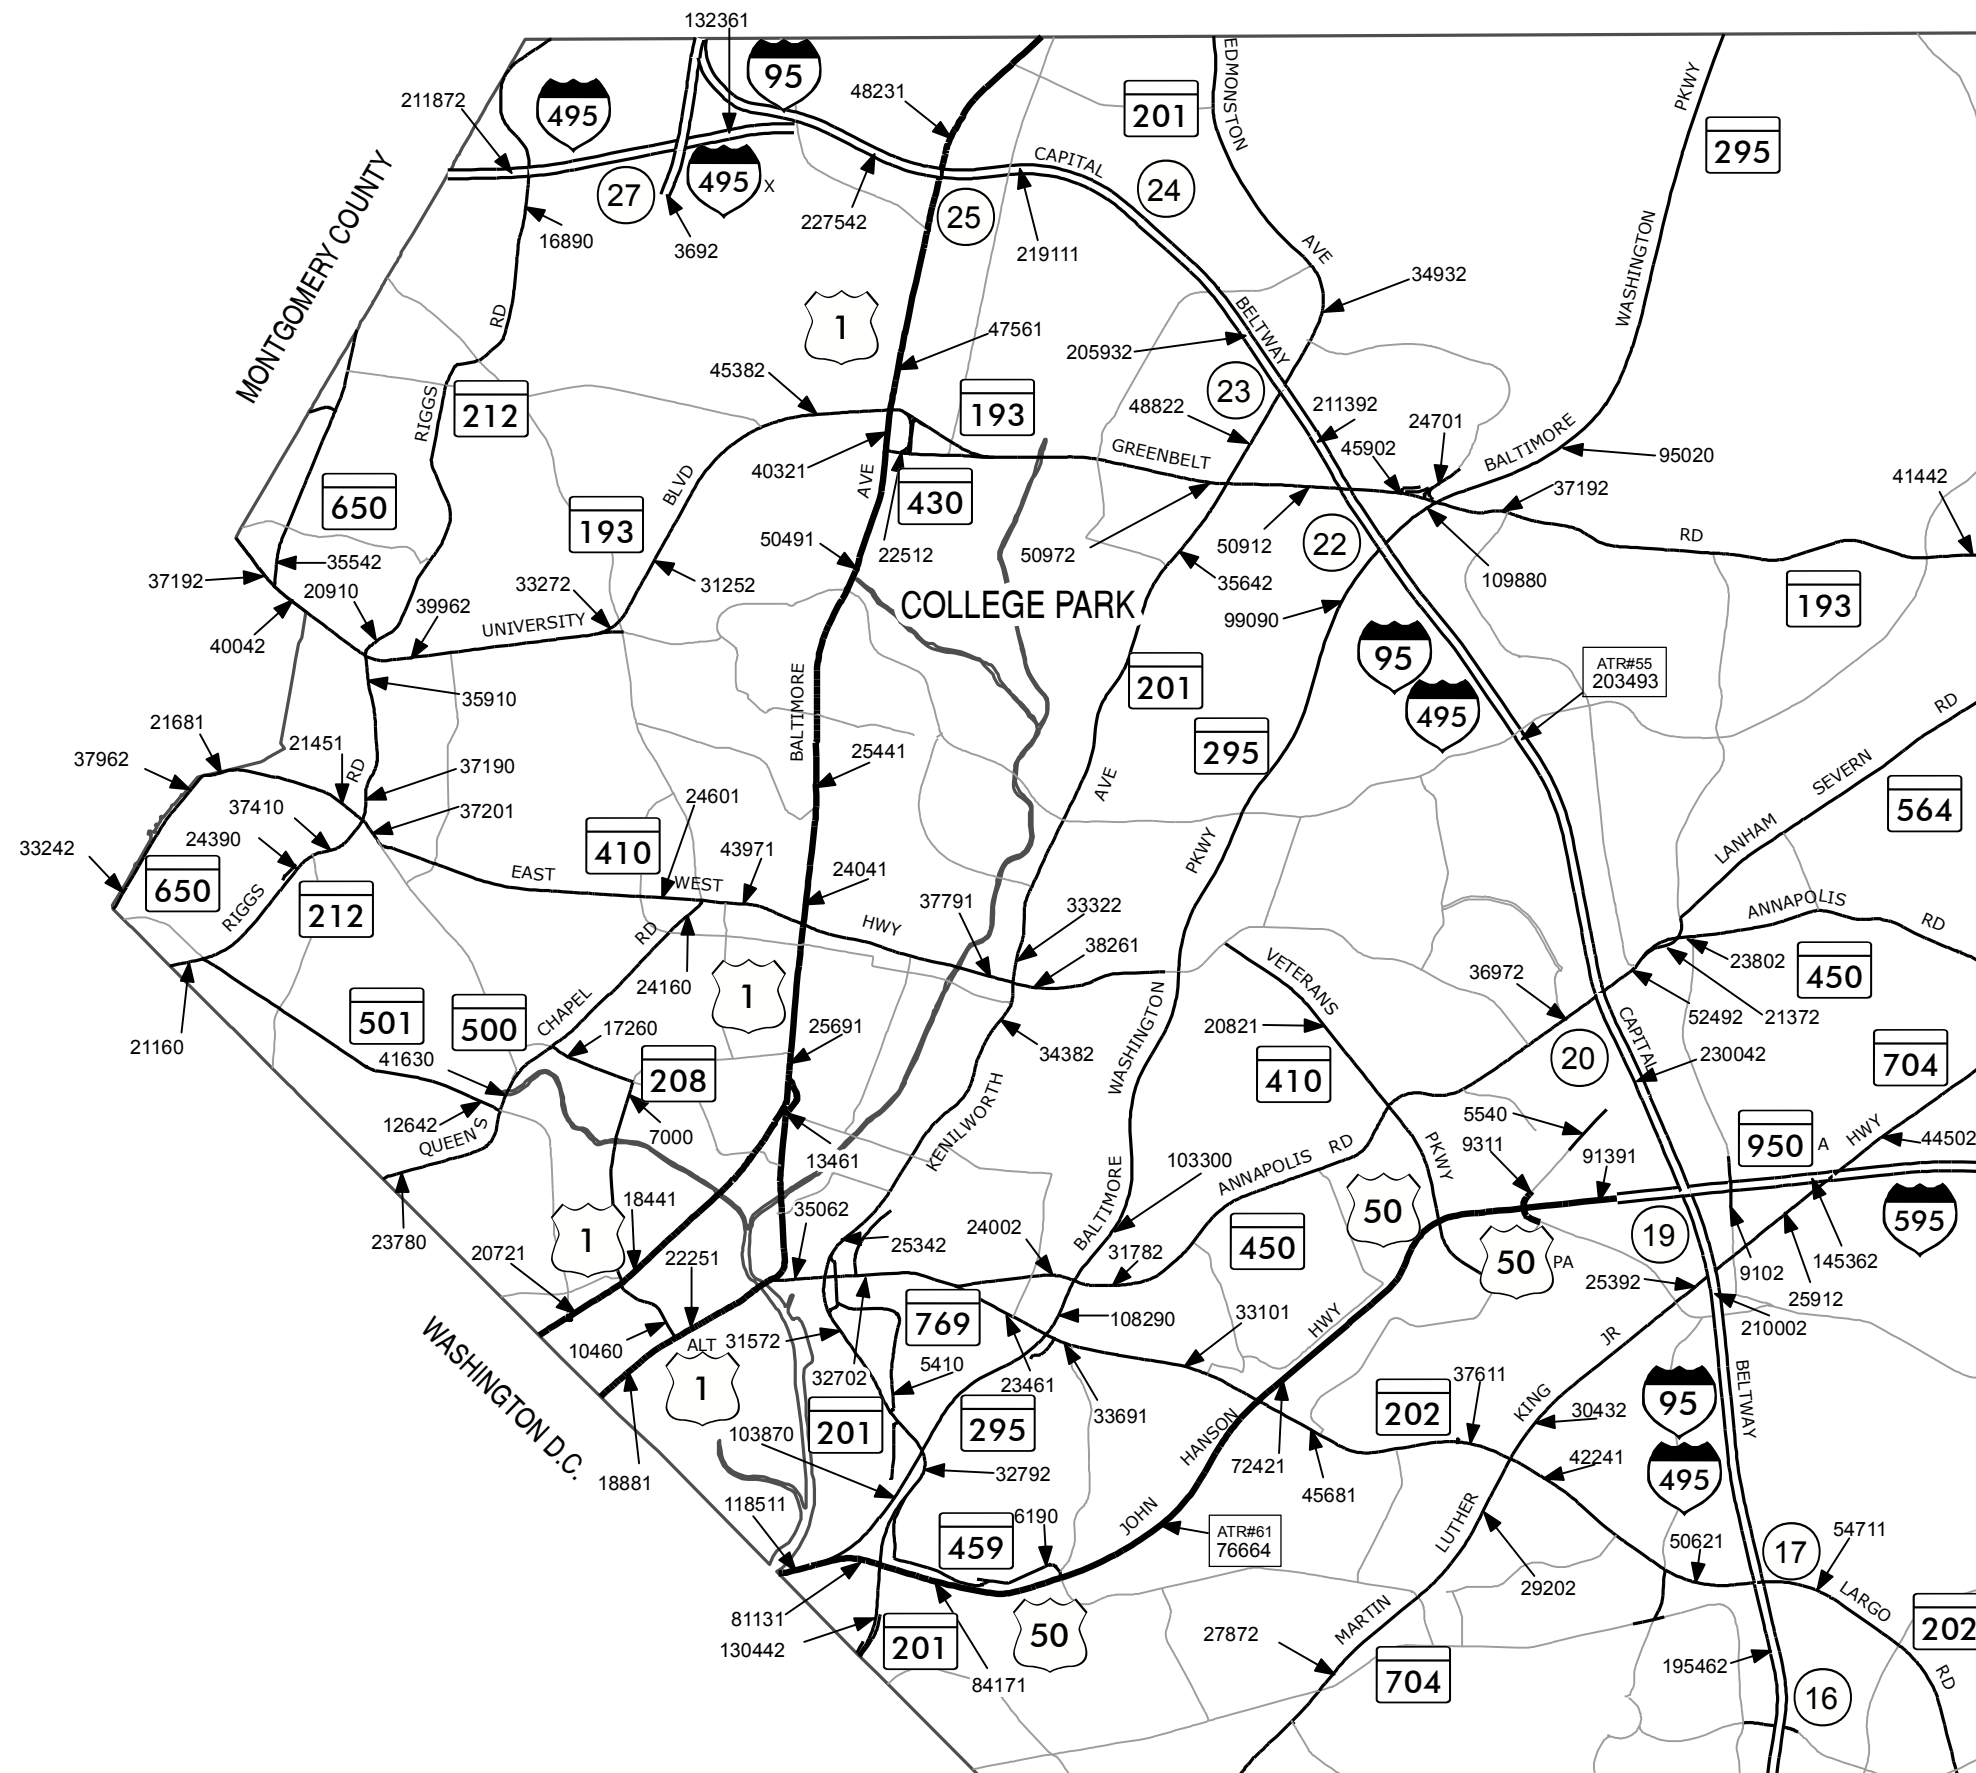 132361
95
EDMONSTON
PKWY
48231
211872
495
201
295
CAPITAL
495 X
27
24
25
227542
16890
3692
219111
MONTGOMERY COUNTY
AVE
34932
WASHINGTON
RD
1
47561
BELTWAY
205932
45382
23
212
193
RIGGS
48822
211392
24701
45902
BALTIMORE
GREENBELT
95020
40321
AVE
BLVD
41442
650
430
37192
193
50491
22512
50972
50912
22
RD
35542
37192
33272
31252
35642
109880
20910
39962
COLLEGE PARK
193
UNIVERSITY
99090
40042
95
ATR#55
203493
201
35910
495
BALTIMORE
RD
21681
295
21451
37962
25441
RD
37190
SEVERN
AVE
24601
37410
37201
564
24390
LANHAM
410
43971
PKWY
33242
24041
EAST
WEST
650
RIGGS
212
37791
33322
ANNAPOLIS
RD
HWY
RD
38261
VETERANS
23802
450
36972
24160
1
WASHINGTON
501
500
CHAPEL
52492
21372
17260
25691
20821
CAPITAL
21160
41630
34382
20
230042
704
208
410
12642
KENILWORTH
5540
QUEEN'S
7000
9311
950 A
HWY
44502
13461
RD
PKWY
91391
103300
ANNAPOLIS
18441
35062
BALTIMORE
50
595
1
23780
24002
450
19
20721
25342
31782
50 PA
145362
22251
9102
25392
25912
108290
33101
HWY
769
210002
10460
ALT
31572
JR
WASHINGTON D.C.
32702
5410
23461
37611
BELTWAY
1
95
202
KING
33691
30432
201
295
HANSON
103870
18881
72421
42241
32792
45681
495
118511
JOHN
LUTHER
6190
459
ATR#61
76664
50621
17
54711
29202
81131
LARGO
130442
201
50
27872
MARTIN
202
84171
704
195462
RD
16